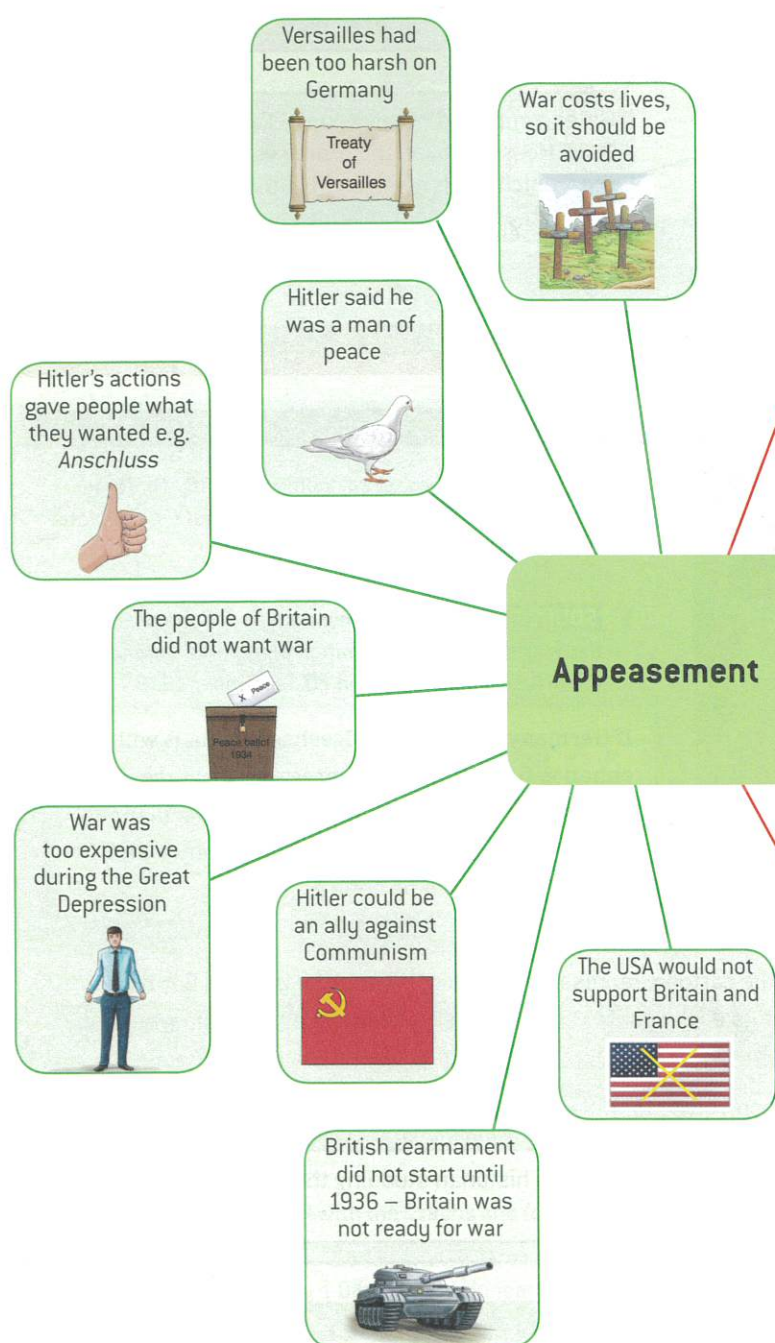 Versailles had
been too harsh on
Germany
Treaty
of
Versailles
War costs lives,
so it should be
avoided
Hitler said he
was a man of
peace
Hitler's actions
gave people what
they wanted e.g.
Anschluss
The people of Britain
did not want war
X Peace
Peace ballot
1934
Appeasement
War was
too expensive
during the Great
Depression
Hitler could be
an ally against
Communism
The USA would not
support Britain and
France
British rearmament
did not start until
1936 – Britain was
not ready for war